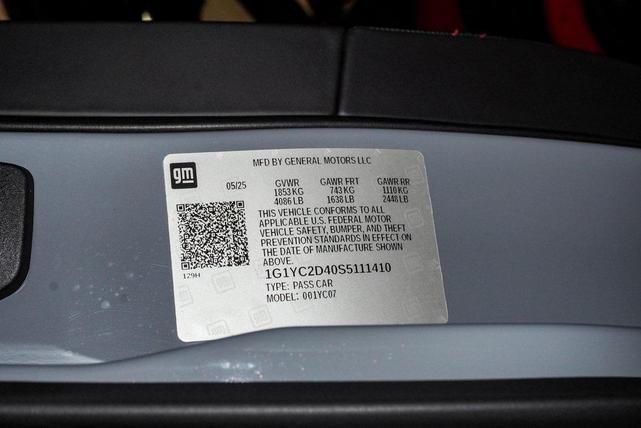 MFD BY GENERAL MOTORS LLC
gm
05/25
GVWR GAWR FRT GAWR RR
1853 KG 743 KG 1110 KG
4086 LB 1638 LB 2448 LB
THIS VEHICLE CONFORMS TO ALL
APPLICABLE U.S. FEDERAL MOTOR
VEHICLE SAFETY, BUMPER, AND THEFT
PREVENTION STANDARDS IN EFFECT ON
THE DATE OF MANUFACTURE SHOWN
ABOVE.
129H
1G1YC2D40S5111410
TYPE: PASS CAR
MODEL: 001YC07